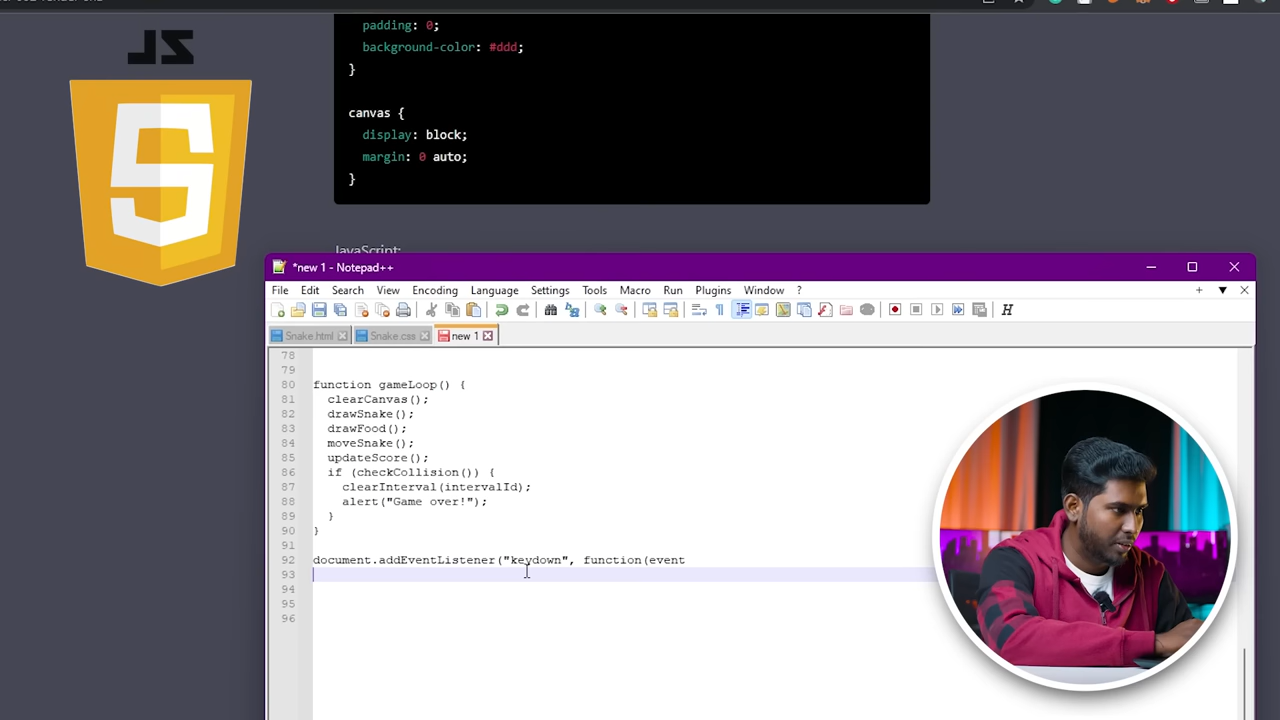 padding: 0;
background-color: #ddd;
}
canvas {
display: block;
margin: 0 auto;
}
JS
5
JavaScript:
*new 1 - Notepad++
File Edit Search View Encoding Language Settings Tools Macro Run Plugins Window ?
Snake.html Snake.css new 1
78
79
80 function gameLoop() {
81 clearCanvas();
82 drawSnake();
83 drawFood();
84 moveSnake();
85 updateScore();
86 if (checkCollision()) {
87 clearInterval(intervalId);
88 alert("Game over!");
89 }
90 }
91
92 document.addEventListener("keydown", function(event
93
94
95
96